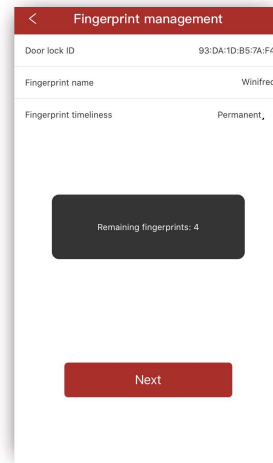 Fingerprint management
Door lock ID 93:DA:1D:B5:7A:F4
Fingerprint name Winifred
Fingerprint timeliness Permanent
Remaining fingerprints: 4
Next